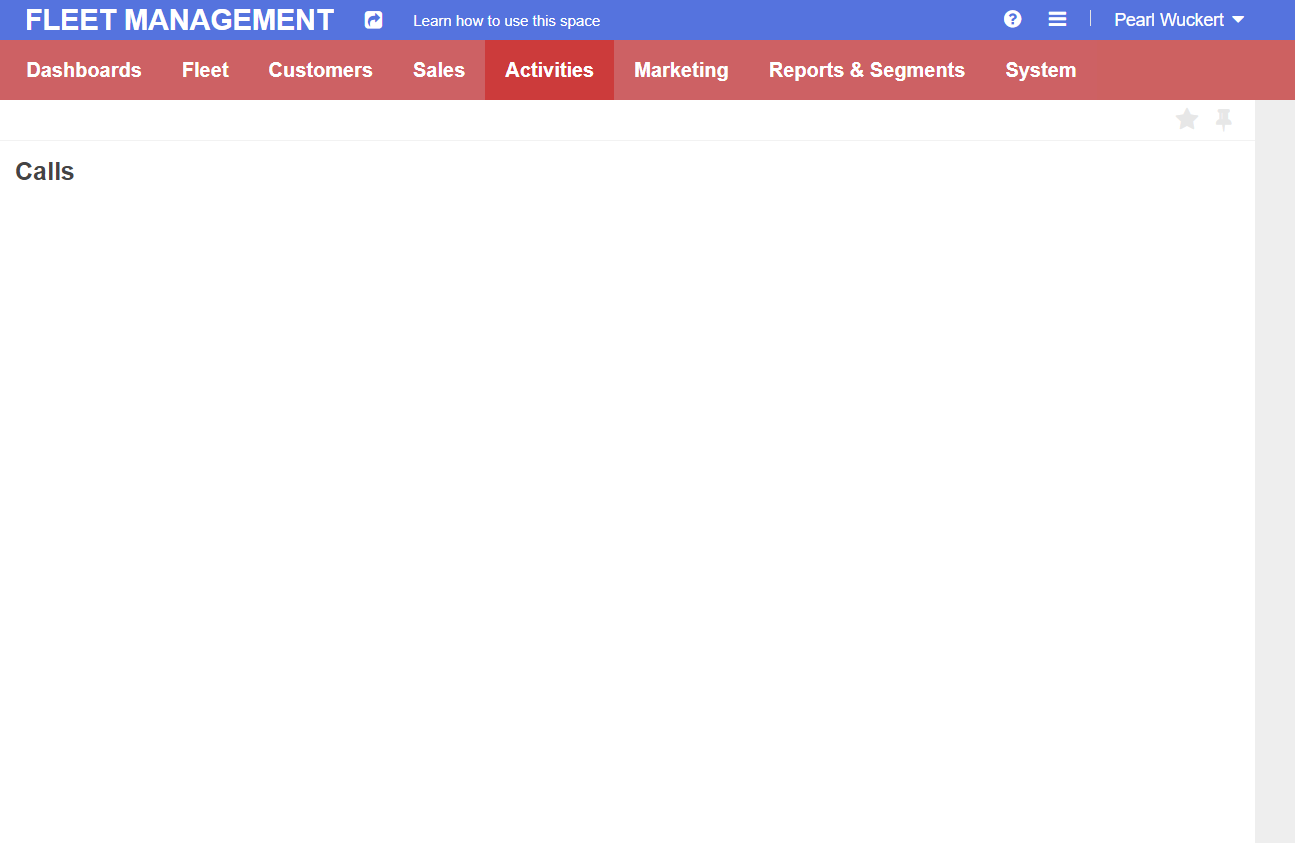 FLEET MANAGEMENT Learn how to use this space Pearl Wuckert
Dashboards Fleet Customers Sales Activities Marketing Reports & Segments System
Calls